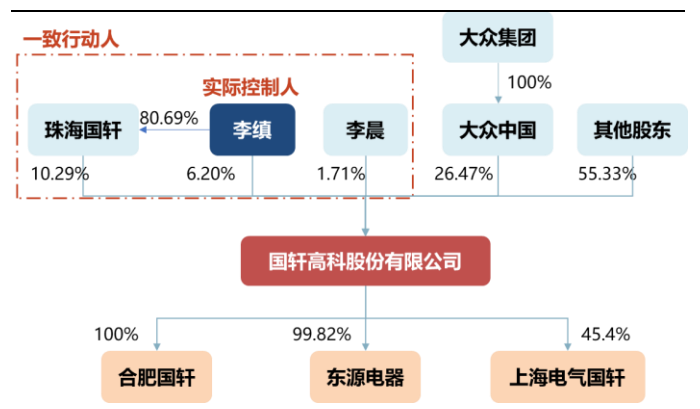 一致行动人
大众集团
100%
实际控制人
珠海国轩
80.69%
李缜
李晨
大众中国
其他股东
10.29%
6.20%
1.71%
26.47%
55.33%
国轩高科股份有限公司
100%
99.82%
45.4%
合肥国轩
东源电器
上海电气国轩